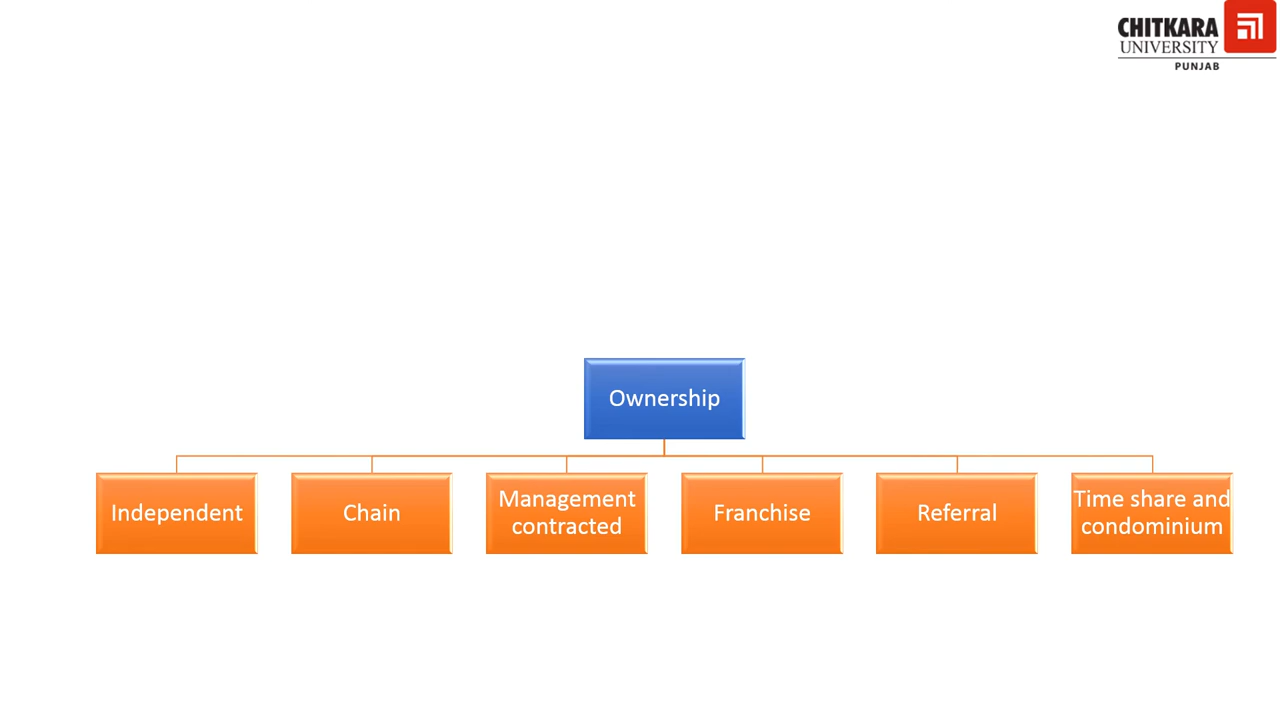 CHITKARA
UNIVERSITY
PUNJAB
Ownership
Independent
Chain
Management
contracted
Franchise
Referral
Time share and
condominium